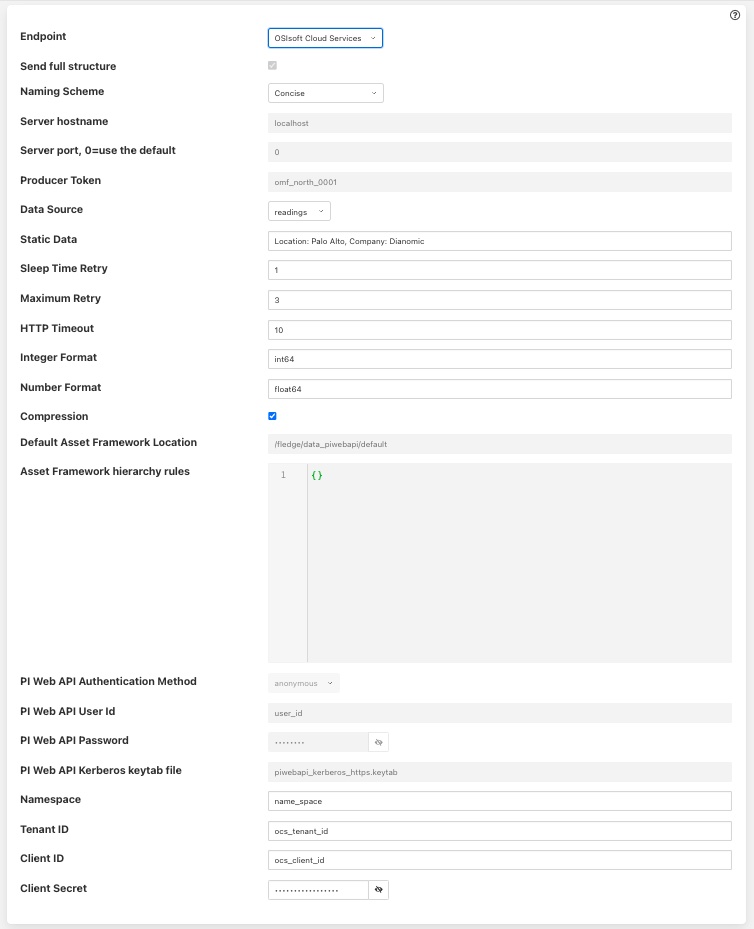 Endpoint OSIsoft Cloud Services
Send full structure
Naming Scheme Concise
Server hostname localhost
Server port, 0=use the default 0
Producer Token omf_north_0001
Data Source readings
Static Data Location: Palo Alto, Company: Dianomic
Sleep Time Retry 1
Maximum Retry 3
HTTP Timeout 10
Integer Format int64
Number Format float64
Compression
Default Asset Framework Location /fledge/data_piwebapi/default
Asset Framework hierarchy rules 1 {}
PI Web API Authentication Method anonymous
PI Web API User Id user_id
PI Web API Password ········
PI Web API Kerberos keytab file piwebapi_kerberos_https.keytab
Namespace name_space
Tenant ID ocs_tenant_id
Client ID ocs_client_id
Client Secret ·················